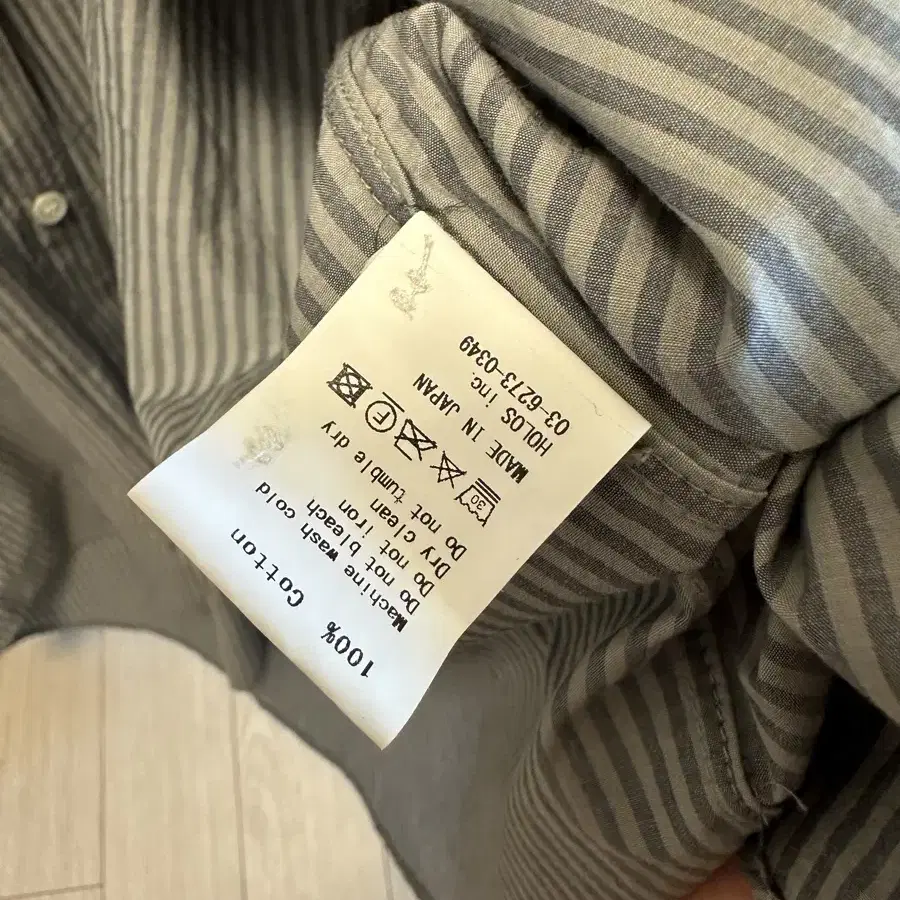 100% Cotton
Machine wash cold
Do not bleach
Do not iron
Dry clean
Do not tumble dry
30
F
MADE IN JAPAN
HOLOS inc.
03-6273-0349